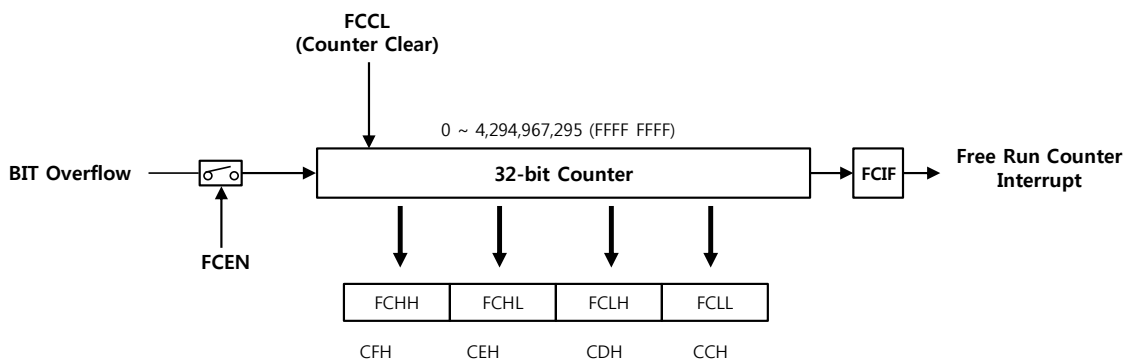 FCCL
(Counter Clear)
0 ~ 4,294,967,295 (FFFF FFFF)
BIT Overflow
32-bit Counter
FCIF
Free Run Counter
Interrupt
FCEN
FCHH FCHL FCLH FCLL
CFH CEH CDH CCH